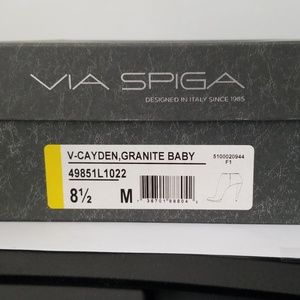 VIA SPIGA
DESIGNED IN ITALY SINCE 1985
V-CAYDEN,GRANITE BABY
49851L1022
5100020944
F1
8½ M